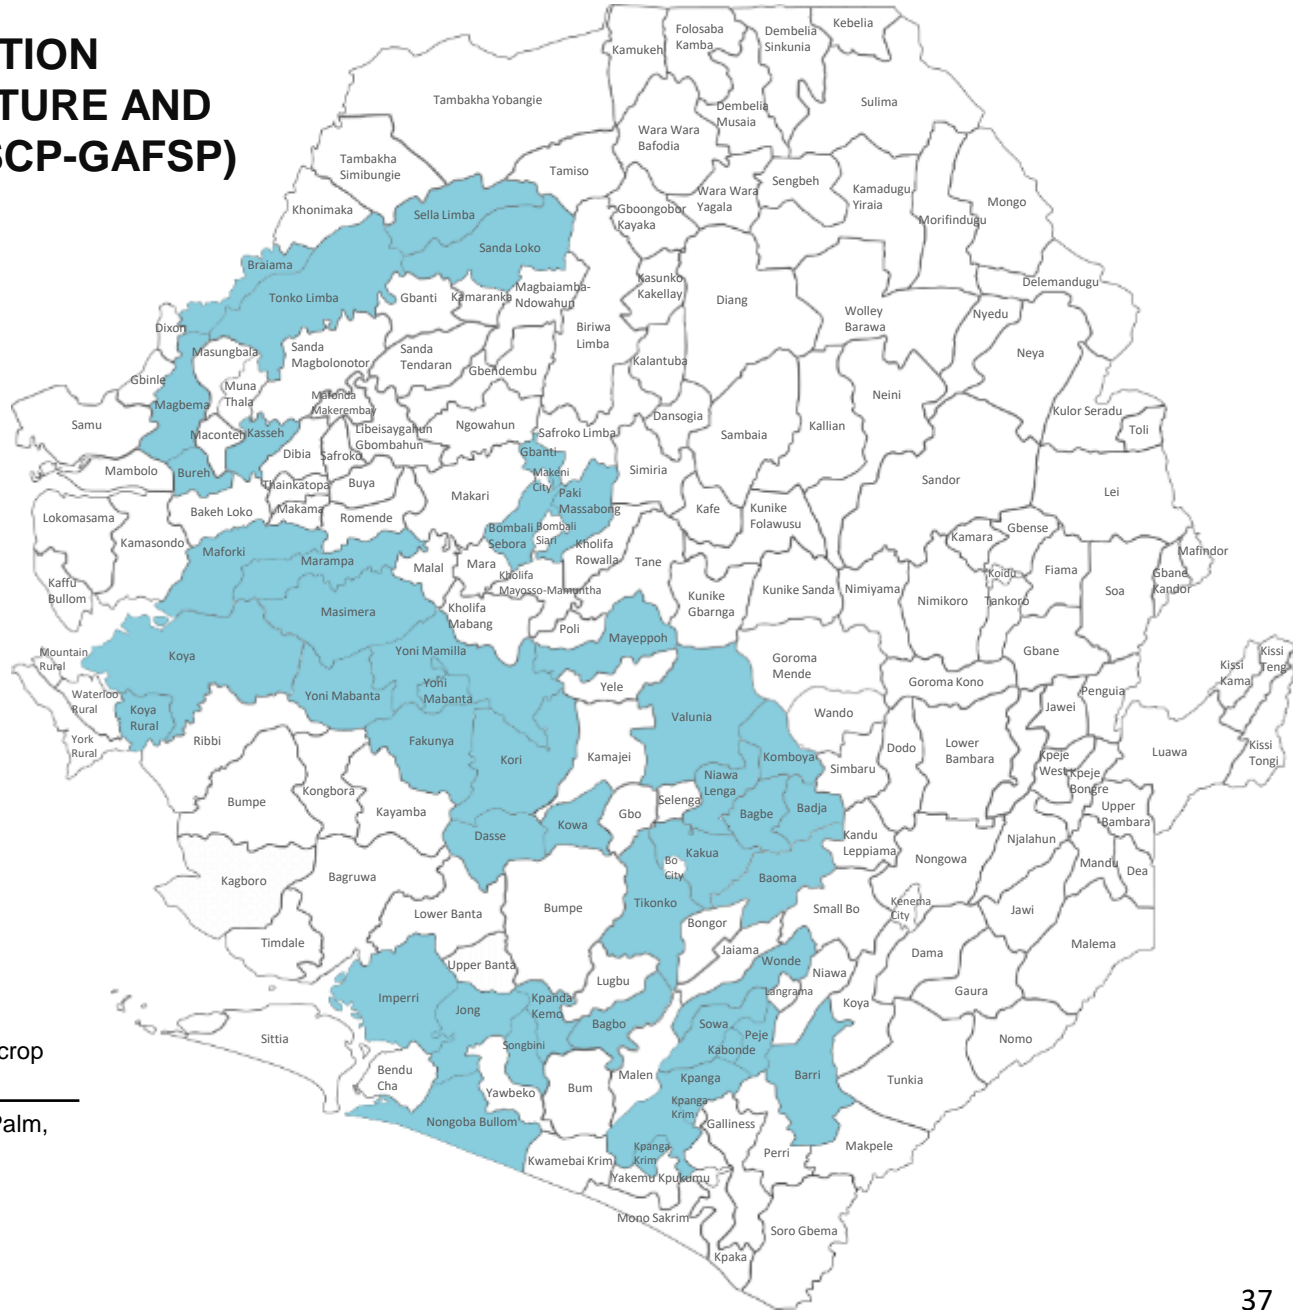 TION
TURE AND
SCP-GAFSP)
Kebelia
Folosaba
Kamba
Dembelia
Sinkunia
Kamukeh
Tambakha Yobangie
Dembelia
Musaia
Sulima
Wara Wara
Bafodia
Tambakha
Simibungie
Tamiso
Sengbeh
Wara Wara
Yagala
Kamadugu
Yiraia
Mongo
Khonimaka
Sella Limba
Gboongobor
Kayaka
Morifindugu
Sanda Loko
Braiama
Kasunko
Kakellay
Delemandugu
Tonko Limba
Gbanti
Kamaranka
Magbaiamba-
Ndowahun
Diang
Wolley
Barawa
Nyedu
Dixon
Biriwa
Limba
Masungbala
Sanda
Magbolonotor
Sanda
Tendaran
Neya
Kalantuba
Gbendembu
Gbinle
Muna
Thala
Mafonda
Makerembay
Neini
Magbema
Dansogia
Kulor Seradu
Toli
Samu
Maconteh
Kasseh
Libeisaygahun
Gbombahun
Ngowahun
Safroko Limba
Sambaia
Kallian
Dibia
Safroko
Gbanti
Mambolo
Bureh
Makeni
City
Simiria
Sandor
Thainkatopa
Buya
Makari
Paki
Massabong
Lei
Lokomasama
Bakeh Loko
Makama
Romende
Kafe
Kunike
Folawusu
Kamasondo
Bombali
Sebora
Bombali
Siari
Gbense
Kamara
Maforki
Marampa
Kholifa
Rowalla
Mafindor
Malal
Mara
Tane
Koidu
Fiama
Gbane
Kandor
Kaffu
Bullom
Kholifa
Mayosso-Mamuntha
Kunike
Gbarnga
Kunike Sanda
Nimiyama
Nimikoro
Tankoro
Soa
Masimera
Kholifa
Mabang
Poli
Mayeppoh
Mountain
Rural
Koya
Yoni Mamilla
Goroma
Mende
Gbane
Kissi
Teng
Kissi
Kama
Waterloo
Rural
Yoni Mabanta
Yoni
Mabanta
Yele
Goroma Kono
Penguia
Koya
Rural
Valunia
Wando
Jawei
York
Rural
Ribbi
Fakunya
Kori
Kamajei
Komboya
Simbaru
Dodo
Lower
Bambara
Kpeje
West
Luawa
Kissi
Tongi
Kpeje
Bongre
Bumpe
Kongbora
Kayamba
Niawa
Lenga
Selenga
Bagbe
Badja
Upper
Bambara
Dasse
Kowa
Gbo
Kandu
Leppiama
Njalahun
Kakua
Nongowa
Mandu
Dea
Kagboro
Bagruwa
Bo
City
Baoma
Tikonko
Lower Banta
Bumpe
Small Bo
Kenema
City
Jawi
Bongor
Timdale
Jaiama
Dama
Malema
Upper Banta
Wonde
Niawa
Lugbu
Langrama
Gaura
Imperri
Jong
Kpanda
Kemo
Koya
Bagbo
Sowa
Sittia
Songbini
Peje
Nomo
Kabonde
Bendu
Cha
Malen
Kpanga
Barri
Tunkia
Yawbeko
Bum
Kpanga
Krim
Nongoba Bullom
Galliness
Makpele
Kpanga
Krim
Perri
Kwamebai Krim
Yakemu Kpukumu
Mono Sakrim
Soro Gbema
Kpaka
crop
Palm,
37